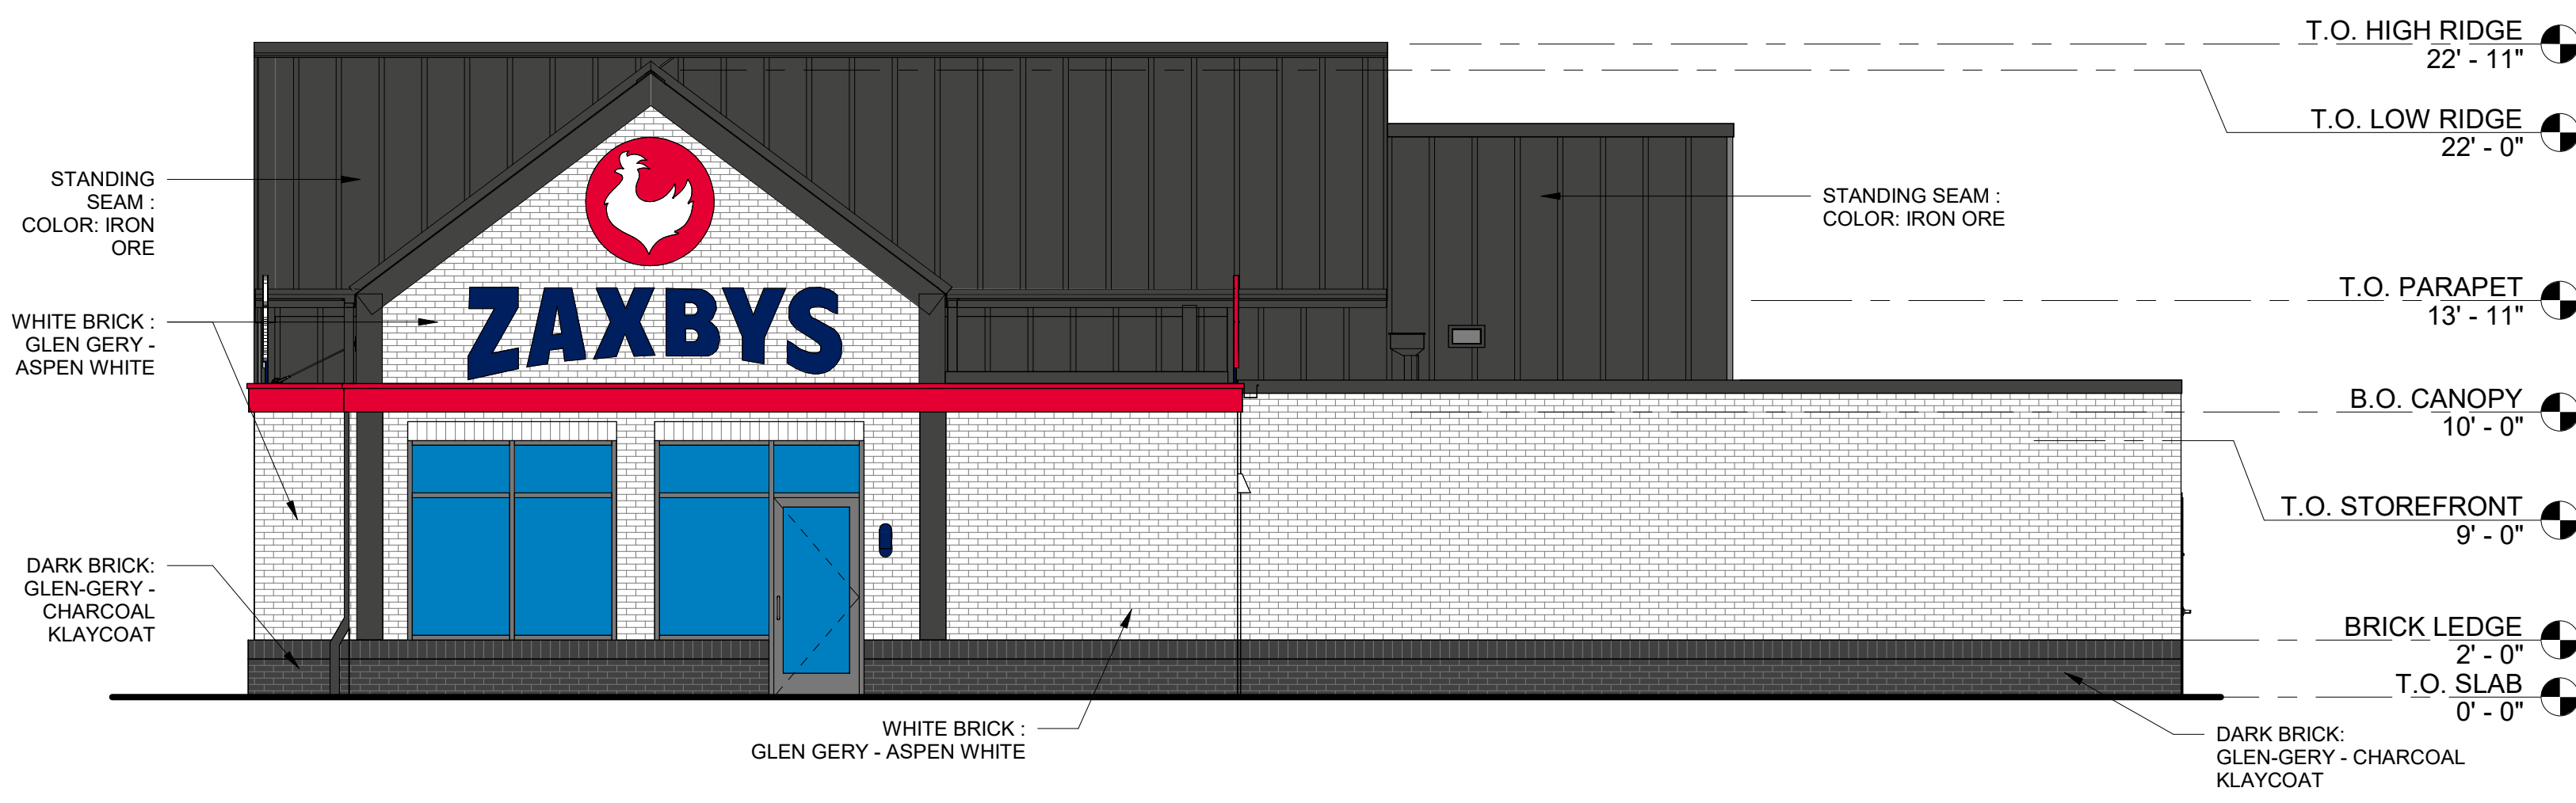 T.O. HIGH RIDGE
22' - 11"
T.O. LOW RIDGE
22' - 0"
STANDING
SEAM :
COLOR: IRON
ORE
STANDING SEAM :
COLOR: IRON ORE
ZAXBYS
T.O. PARAPET
13' - 11"
WHITE BRICK :
GLEN GERY -
ASPEN WHITE
B.O. CANOPY
10' - 0"
T.O. STOREFRONT
9' - 0"
DARK BRICK:
GLEN-GERY -
CHARCOAL
KLAYCOAT
BRICK LEDGE
2' - 0"
T.O. SLAB
0' - 0"
WHITE BRICK :
GLEN GERY - ASPEN WHITE
DARK BRICK:
GLEN-GERY - CHARCOAL
KLAYCOAT